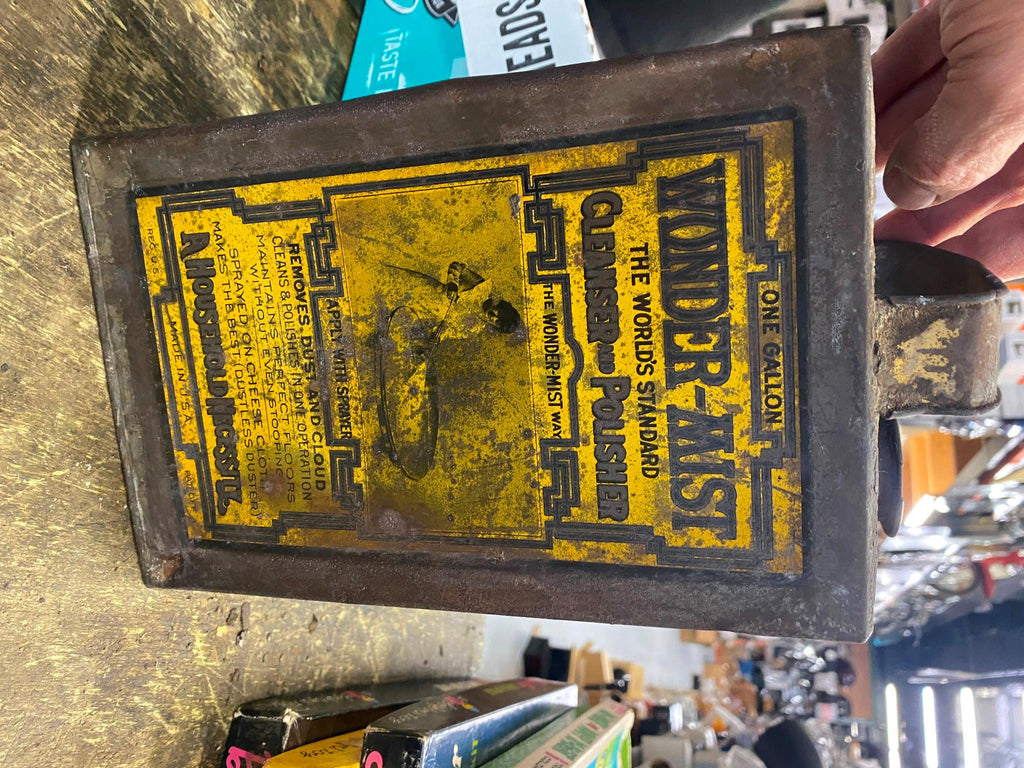 ONE GALLON
WONDER-MIST
THE WORLD'S STANDARD
CLEANSER AND POLISHER
THE WONDER-MIST WAY
APPLY WITH SPRAYER
REMOVES DUST AND CLOUD
CLEANS & POLISHES IN ONE OPERATION
MAINTAINS PERFECT FLOORS
WITHOUT EVEN STOOPING
SPRAYED ON CHEESE CLOTH
MAKES THE BEST (DUSTLESS DUSTER)
A HOUSEHOLD NECESSITY
MADE IN U.S.A.
¡TASTE